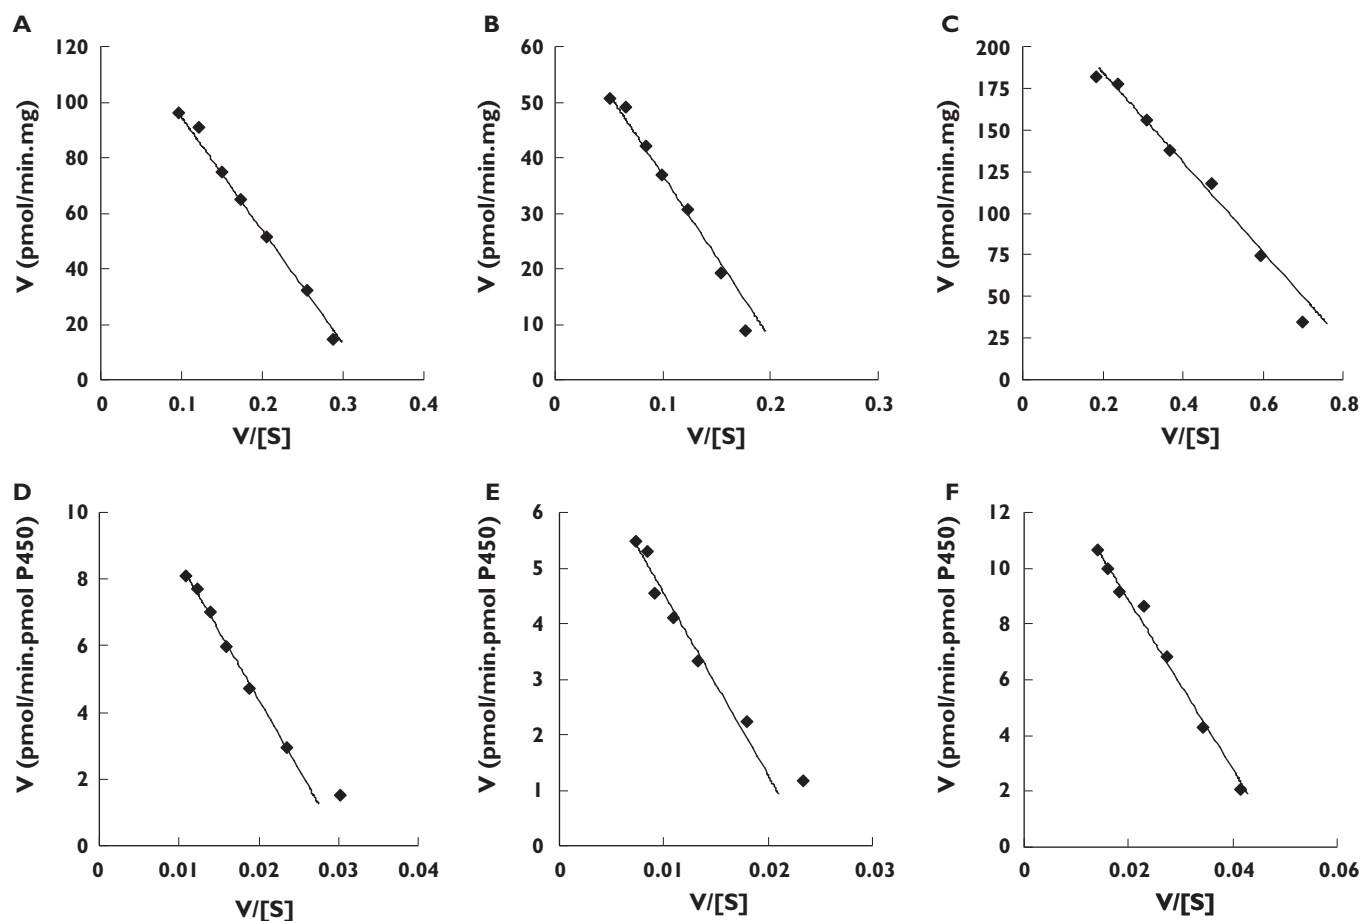 A
V (pmol/min.mg)
120
100
80
60
40
20
0
0 0.1 0.2 0.3 0.4
V/[S]
B
V (pmol/min.mg)
60
50
40
30
20
10
0
0 0.1 0.2 0.3
V/[S]
C
V (pmol/min.mg)
200
175
150
125
100
75
50
25
0
0 0.2 0.4 0.6 0.8
V/[S]
D
V (pmol/min.pmol P450)
10
8
6
4
2
0
0 0.01 0.02 0.03 0.04
V/[S]
E
V (pmol/min.pmol P450)
6
5
4
3
2
1
0
0 0.01 0.02 0.03
V/[S]
F
V (pmol/min.pmol P450)
12
10
8
6
4
2
0
0 0.02 0.04 0.06
V/[S]